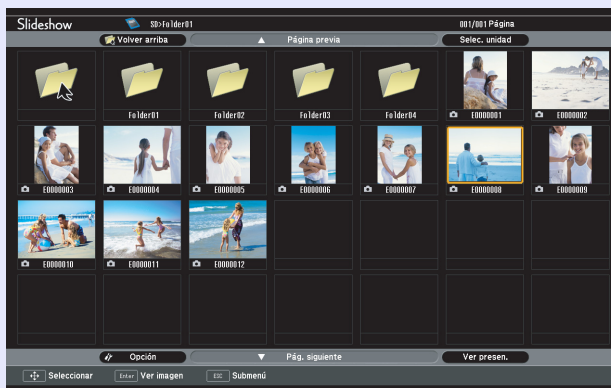 Slideshow SD>Folder01 001/001 Página
Volver arriba Página previa Selec. unidad
Folder01 Folder02 Folder03 Folder04 E0000001 E0000002
E0000003 E0000004 E0000005 E0000006 E0000007 E0000008 E0000009
E0000010 E0000011 E0000012
Opción Pág. siguiente Ver presen.
Seleccionar Enter Ver imagen ESC Submenú